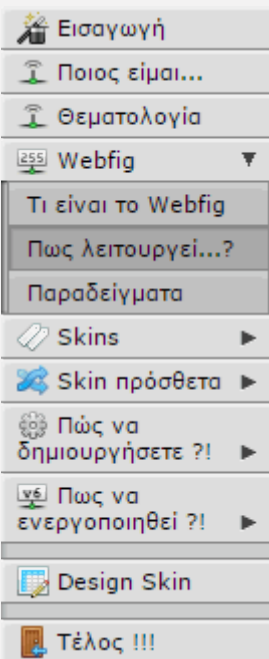 Εισαγωγή
Ποιος είμαι...
Θεματολογία
255 Webfig
Τι είναι το Webfig
Πως λειτουργεί...?
Παραδείγματα
Skins
Skin πρόσθετα
Πώς να
δημιουργήσετε ?!
v6 Πως να
ενεργοποιηθεί ?!
Design Skin
Τέλος !!!